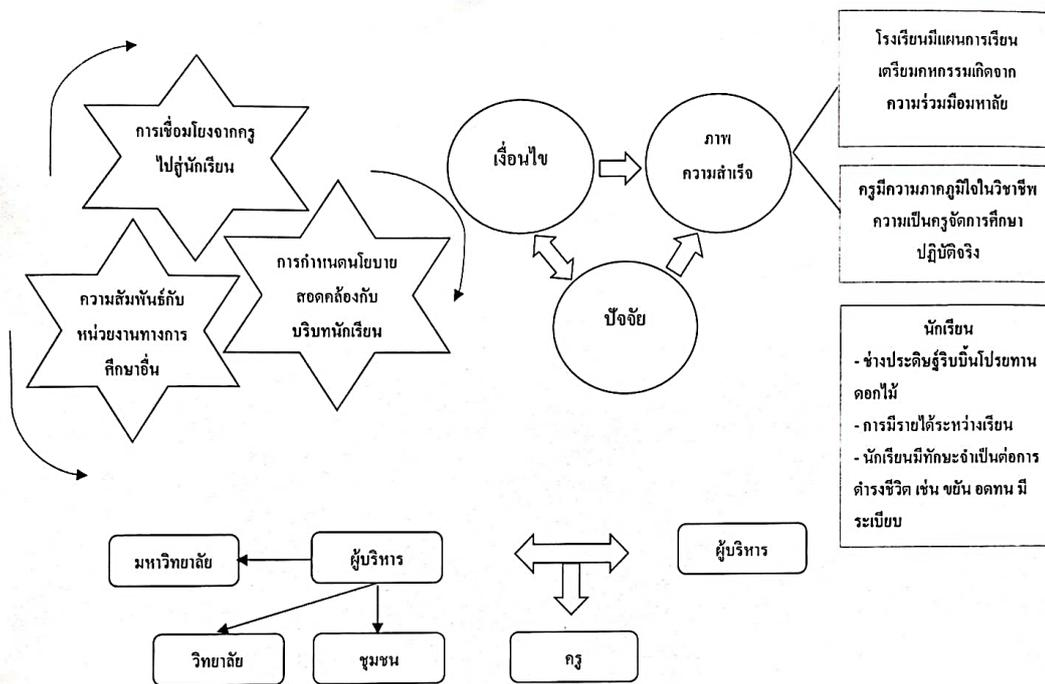 การเชื่อมโยงจากครู
ไปสู่นักเรียน
การกำหนดนโยบาย
สอดคล้องกับ
บริบทนักเรียน
ความสัมพันธ์กับ
หน่วยงานทางการ
ศึกษาอื่น
เงื่อนไข
ภาพ
ความสำเร็จ
ปัจจัย
โรงเรียนมีแผนการเรียน
เตรียมคหกรรมเกิดจาก
ความร่วมมือมหาลัย
ครูมีความภาคภูมิใจในวิชาชีพ
ความเป็นครูจัดการศึกษา
ปฏิบัติจริง
นักเรียน
- ช่างประดิษฐ์ริบบิ้นโปรยทาน
ดอกไม้
- การมีรายได้ระหว่างเรียน
- นักเรียนมีทักษะจำเป็นต่อการ
ดำรงชีวิต เช่น ขยัน อดทน มี
ระเบียบ
มหาวิทยาลัย
ผู้บริหาร
ผู้บริหาร
วิทยาลัย
ชุมชน
ครู